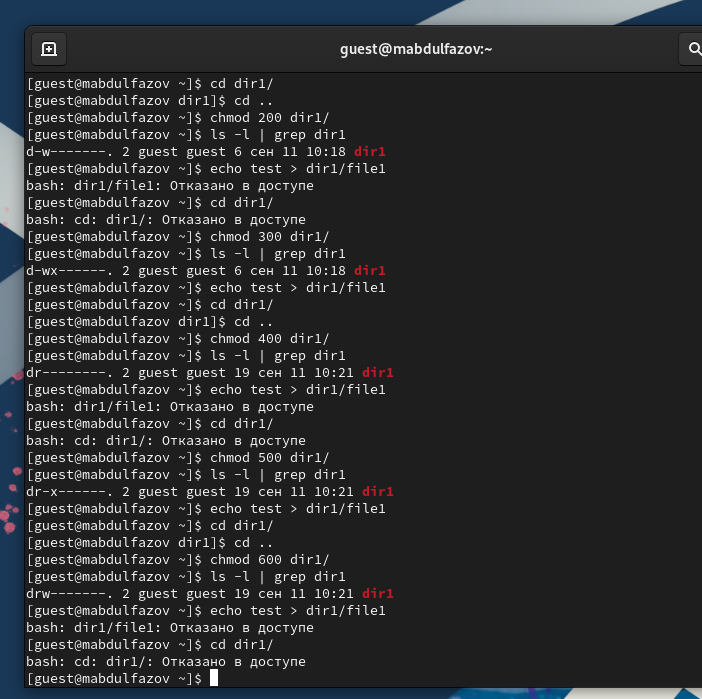 guest@mabdulfazov:~
[guest@mabdulfazov ~]$ cd dir1/
[guest@mabdulfazov dir1]$ cd ..
[guest@mabdulfazov ~]$ chmod 200 dir1/
[guest@mabdulfazov ~]$ ls -l | grep dir1
d-w-------. 2 guest guest 6 сен 11 10:18 dir1
[guest@mabdulfazov ~]$ echo test > dir1/file1
bash: dir1/file1: Отказано в доступе
[guest@mabdulfazov ~]$ cd dir1/
bash: cd: dir1/: Отказано в доступе
[guest@mabdulfazov ~]$ chmod 300 dir1/
[guest@mabdulfazov ~]$ ls -l | grep dir1
d-wx------. 2 guest guest 6 сен 11 10:18 dir1
[guest@mabdulfazov ~]$ echo test > dir1/file1
[guest@mabdulfazov ~]$ cd dir1/
[guest@mabdulfazov dir1]$ cd ..
[guest@mabdulfazov ~]$ chmod 400 dir1/
[guest@mabdulfazov ~]$ ls -l | grep dir1
dr--------. 2 guest guest 19 сен 11 10:21 dir1
[guest@mabdulfazov ~]$ echo test > dir1/file1
bash: dir1/file1: Отказано в доступе
[guest@mabdulfazov ~]$ cd dir1/
bash: cd: dir1/: Отказано в доступе
[guest@mabdulfazov ~]$ chmod 500 dir1/
[guest@mabdulfazov ~]$ ls -l | grep dir1
dr-x------. 2 guest guest 19 сен 11 10:21 dir1
[guest@mabdulfazov ~]$ echo test > dir1/file1
[guest@mabdulfazov ~]$ cd dir1/
[guest@mabdulfazov dir1]$ cd ..
[guest@mabdulfazov ~]$ chmod 600 dir1/
[guest@mabdulfazov ~]$ ls -l | grep dir1
drw-------. 2 guest guest 19 сен 11 10:21 dir1
[guest@mabdulfazov ~]$ echo test > dir1/file1
bash: dir1/file1: Отказано в доступе
[guest@mabdulfazov ~]$ cd dir1/
bash: cd: dir1/: Отказано в доступе
[guest@mabdulfazov ~]$